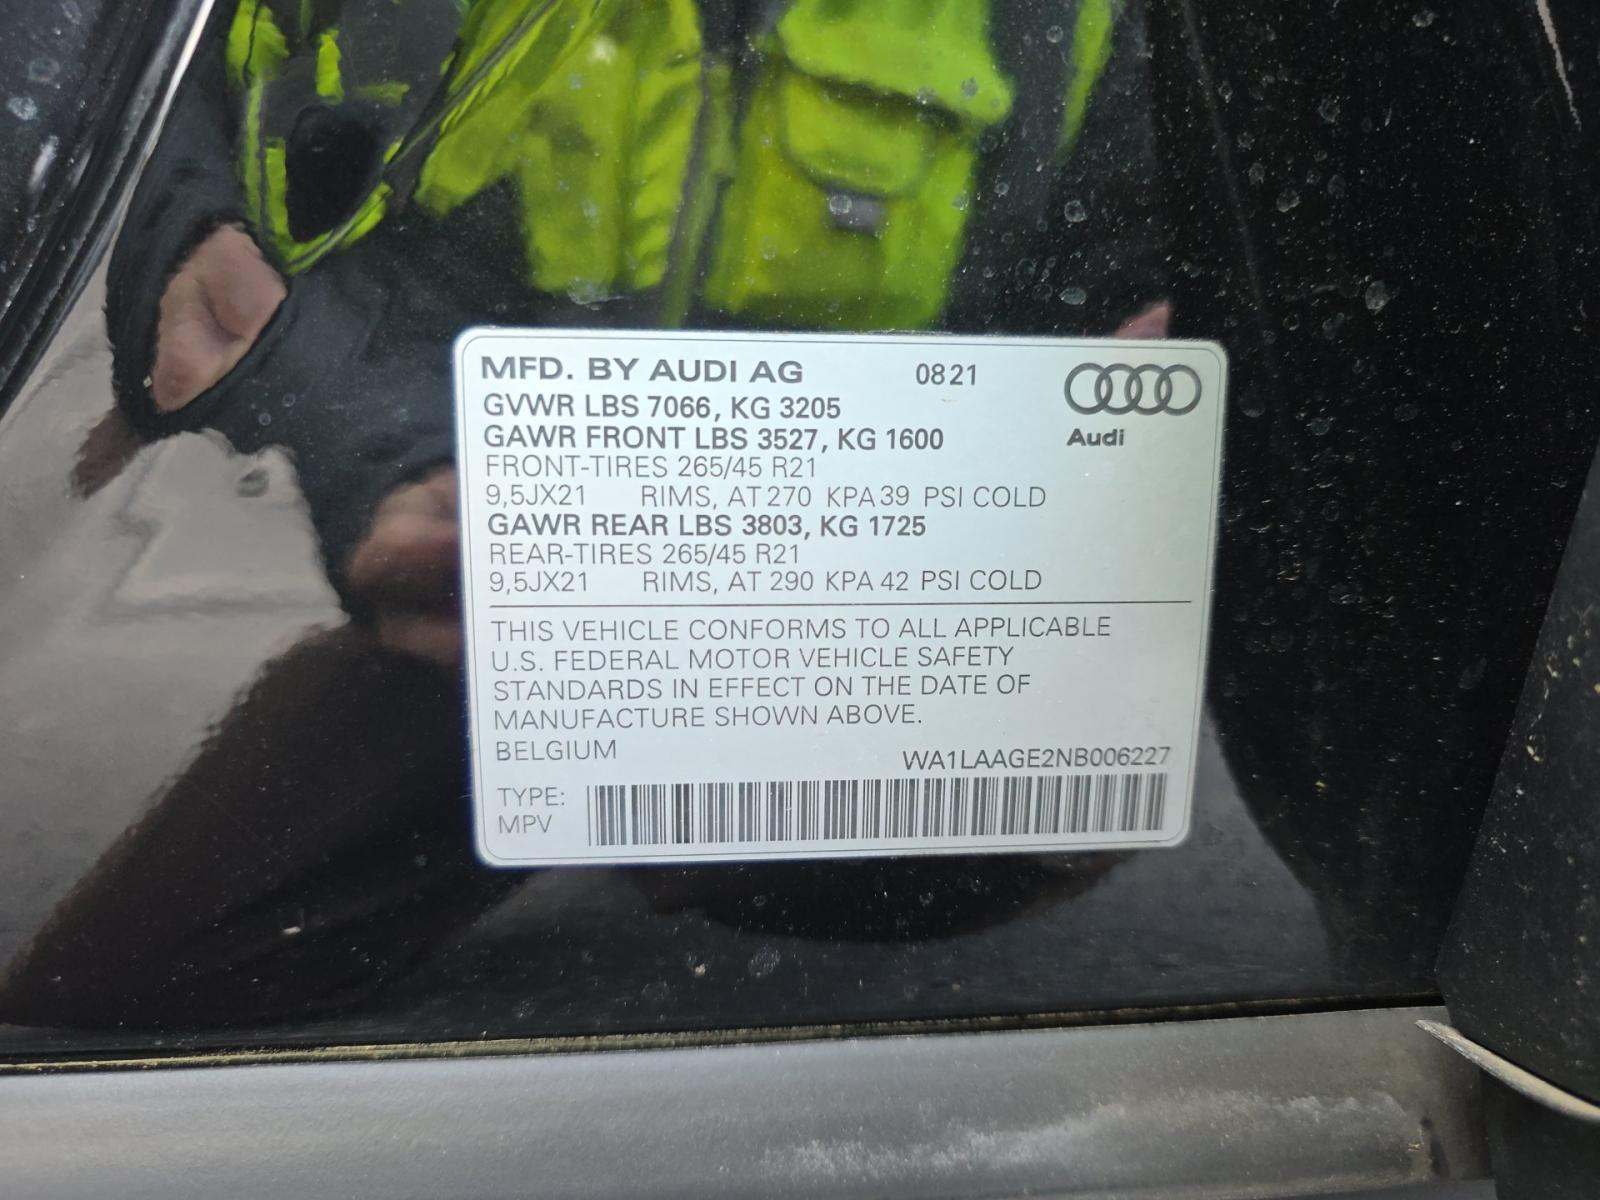 MFD. BY AUDI AG 0821
GVWR LBS 7066, KG 3205
GAWR FRONT LBS 3527, KG 1600
Audi
FRONT-TIRES 265/45 R21
9,5JX21 RIMS, AT 270 KPA 39 PSI COLD
GAWR REAR LBS 3803, KG 1725
REAR-TIRES 265/45 R21
9,5JX21 RIMS, AT 290 KPA 42 PSI COLD
THIS VEHICLE CONFORMS TO ALL APPLICABLE
U.S. FEDERAL MOTOR VEHICLE SAFETY
STANDARDS IN EFFECT ON THE DATE OF
MANUFACTURE SHOWN ABOVE.
BELGIUM WA1LAAGE2NB006227
TYPE:
MPV